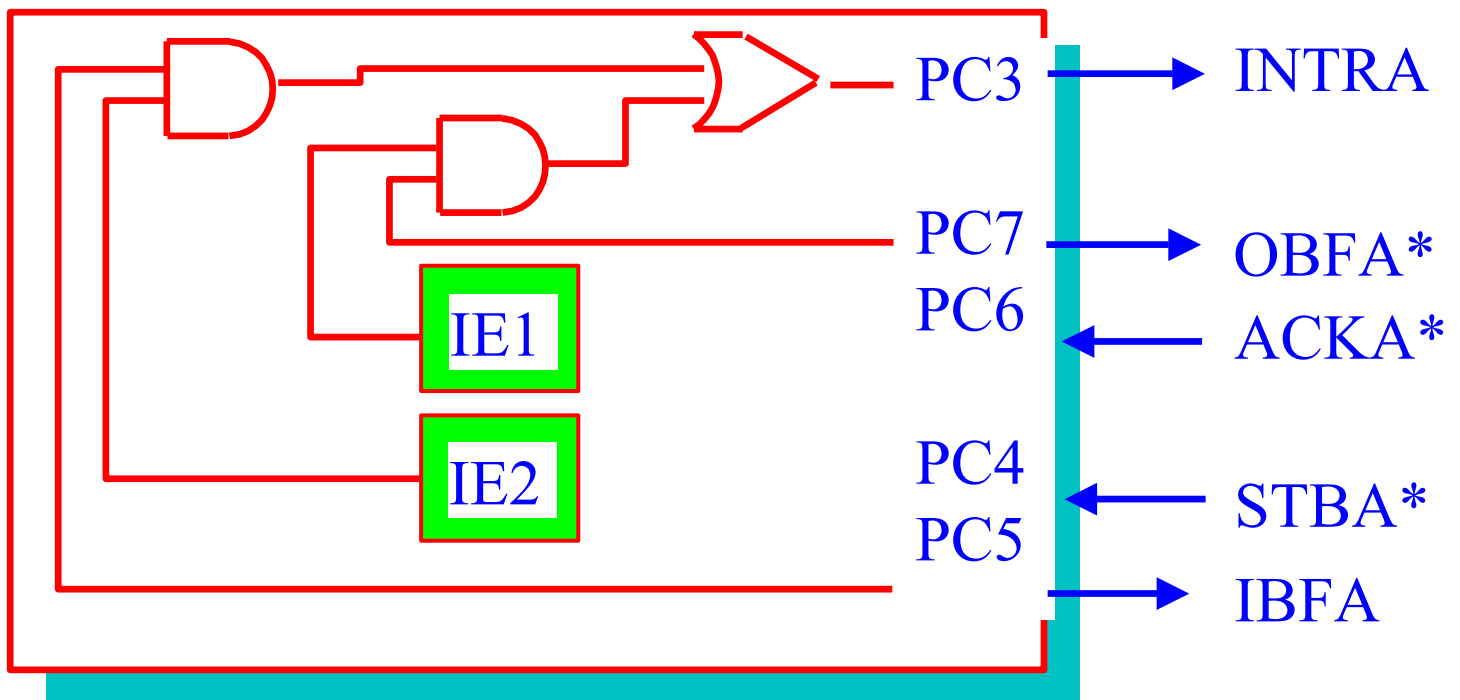 PC3 INTRA
PC7 OBFA*
PC6 ACKA*
IE1
IE2
PC4 STBA*
PC5 IBFA